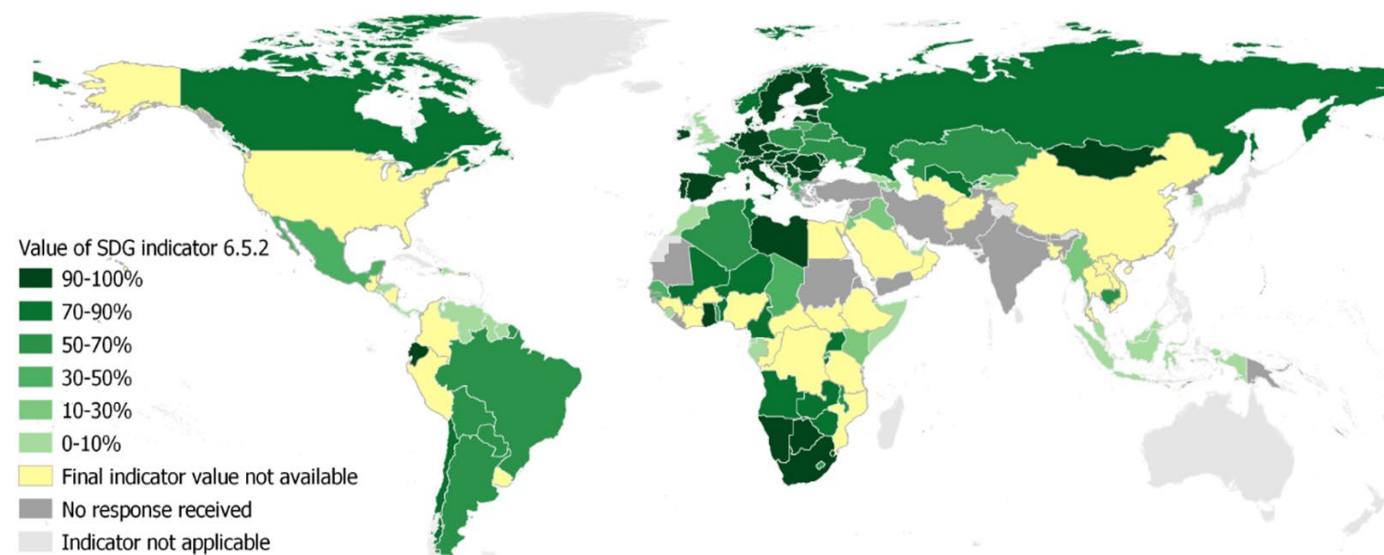 Value of SDG indicator 6.5.2
90-100%
70-90%
50-70%
30-50%
10-30%
0-10%
Final indicator value not available
No response received
Indicator not applicable